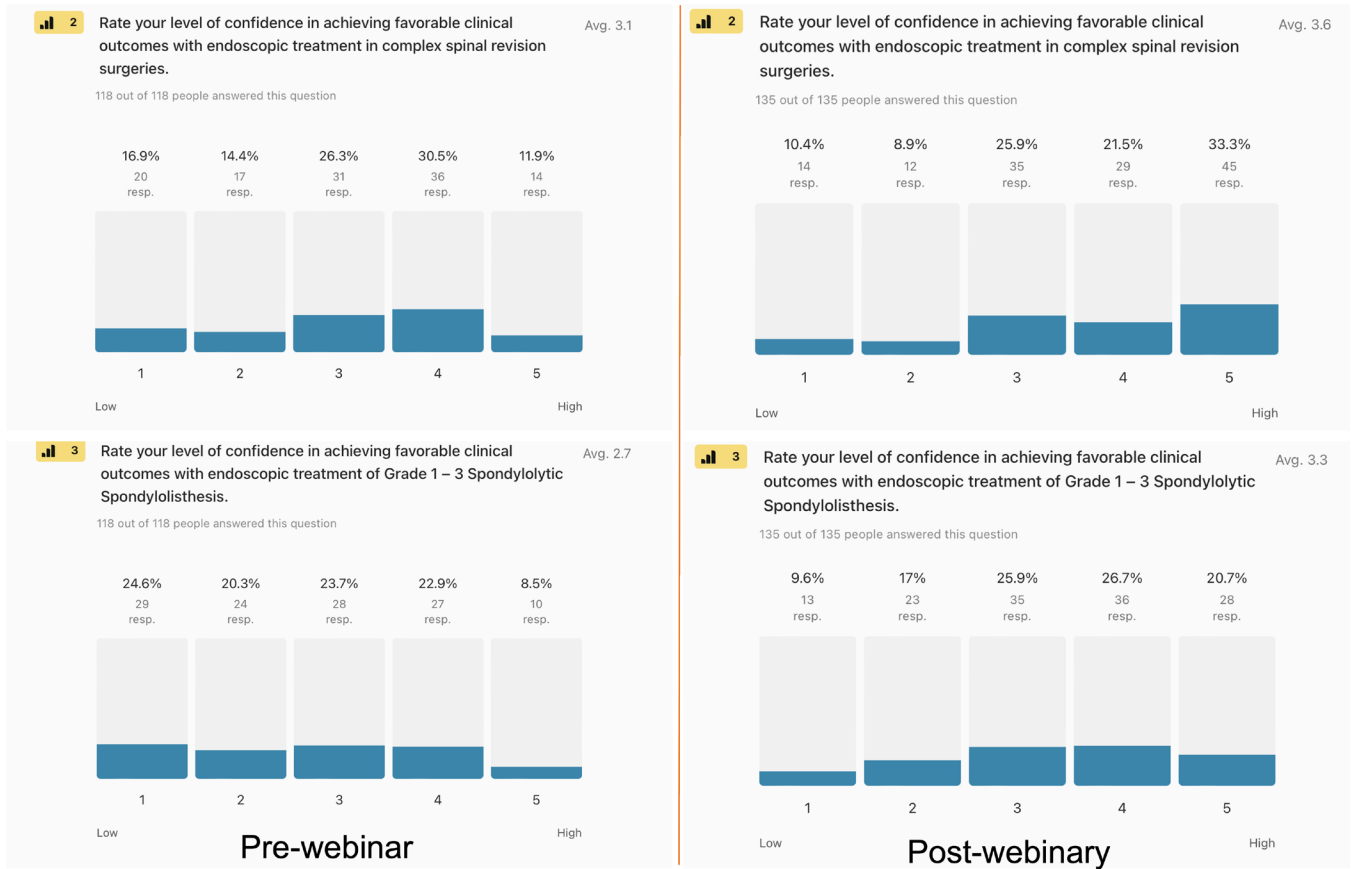 2
Rate your level of confidence in achieving favorable clinical
outcomes with endoscopic treatment in complex spinal revision
surgeries.
Avg. 3.1
118 out of 118 people answered this question
16.9% 14.4% 26.3% 30.5% 11.9%
20 17 31 36 14
resp. resp. resp. resp. resp.
1 2 3 4 5
Low High
2
Rate your level of confidence in achieving favorable clinical
outcomes with endoscopic treatment in complex spinal revision
surgeries.
Avg. 3.6
135 out of 135 people answered this question
10.4% 8.9% 25.9% 21.5% 33.3%
14 12 35 29 45
resp. resp. resp. resp. resp.
1 2 3 4 5
Low High
3
Rate your level of confidence in achieving favorable clinical
outcomes with endoscopic treatment of Grade 1 – 3 Spondylolytic
Spondylolisthesis.
Avg. 2.7
118 out of 118 people answered this question
24.6% 20.3% 23.7% 22.9% 8.5%
29 24 28 27 10
resp. resp. resp. resp. resp.
1 2 3 4 5
Low High
Pre-webinar
3
Rate your level of confidence in achieving favorable clinical
outcomes with endoscopic treatment of Grade 1 – 3 Spondylolytic
Spondylolisthesis.
Avg. 3.3
135 out of 135 people answered this question
9.6% 17% 25.9% 26.7% 20.7%
13 23 35 36 28
resp. resp. resp. resp. resp.
1 2 3 4 5
Low High
Post-webinary